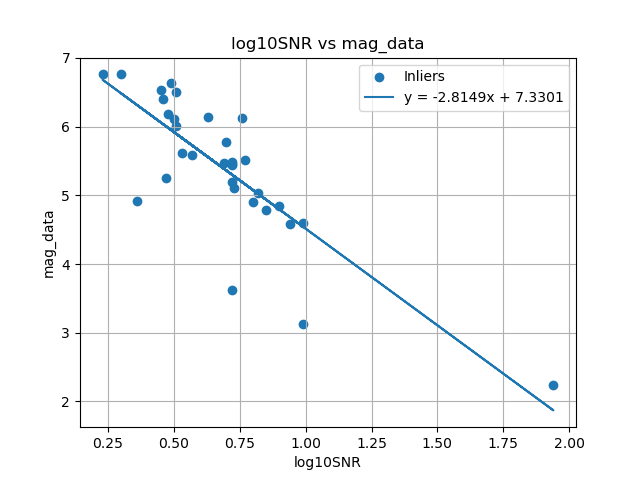 log10SNR vs mag_data
Inliers
y = -2.8149x + 7.3301
mag_data
7
6
5
4
3
2
0.25 0.50 0.75 1.00 1.25 1.50 1.75 2.00
log10SNR